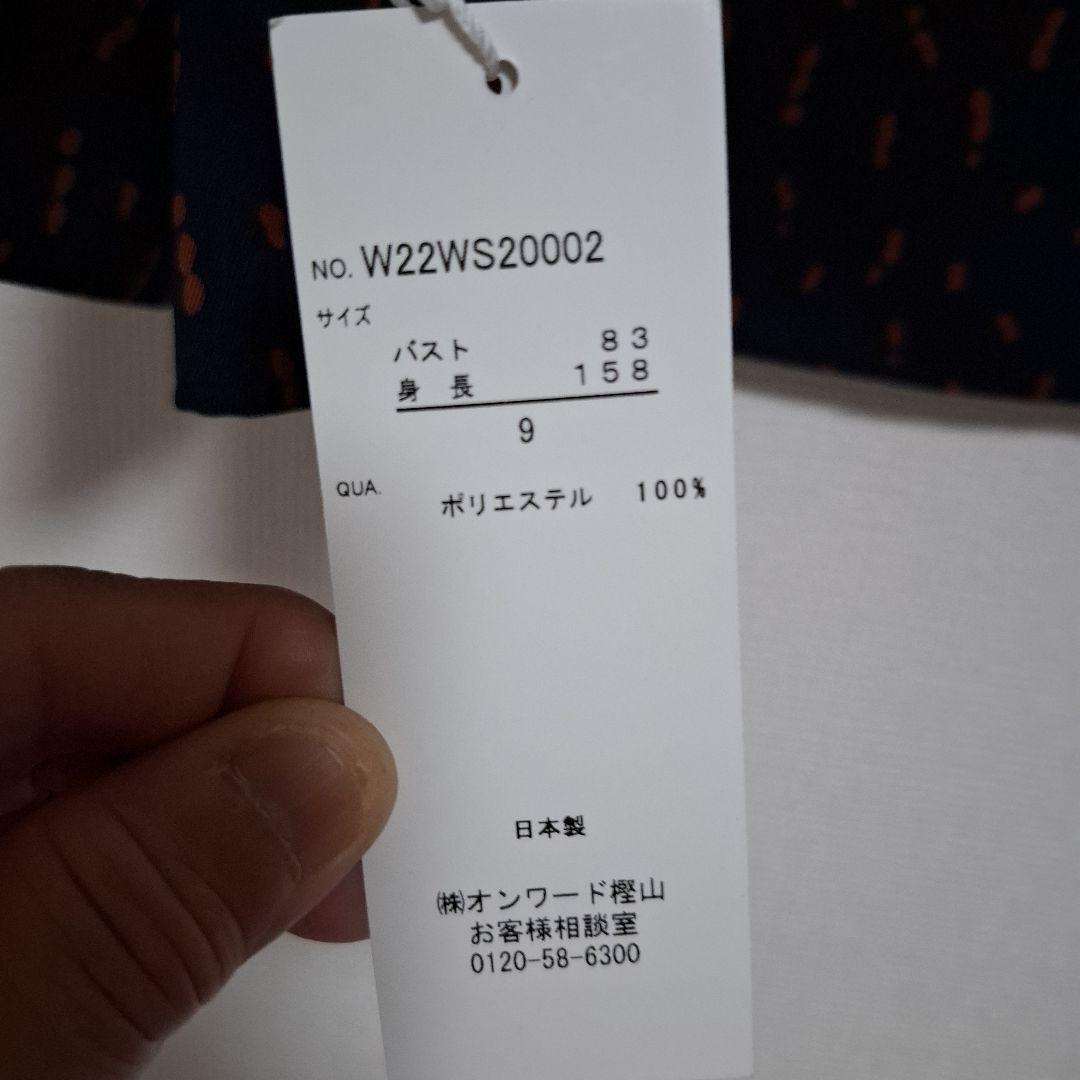 NO. W22WS20002
サイズ
バスト 83
身 長 158
9
QUA. ポリエステル 100%
日本製
㈱オンワード樫山
お客様相談室
0120-58-6300